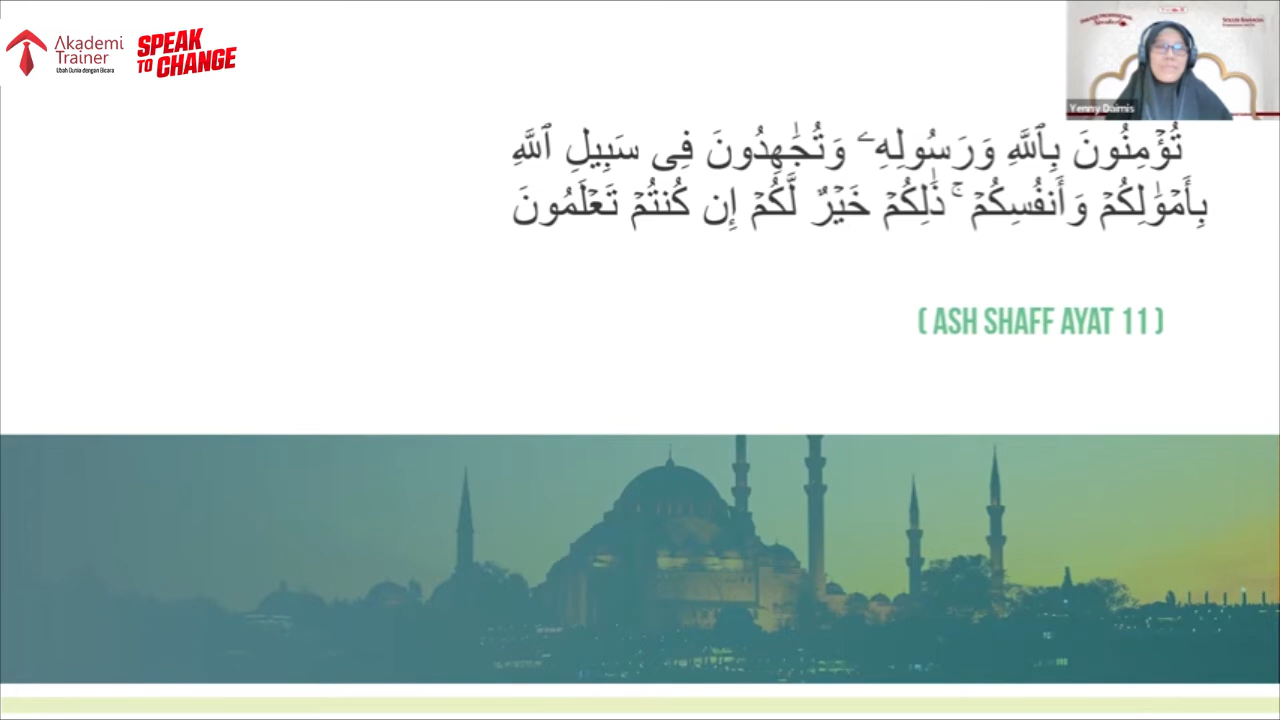 Akademi
Trainer
Ubah Dunia dengan Bicara
SPEAK
TO CHANGE
Yenny Daimis
تُؤۡمِنُونَ بِٱللَّهِ وَرَسُولِهِۦ وَتُجَٰهِدُونَ فِى سَبِيلِ ٱللَّهِ
بِأَمۡوَٰلِكُمۡ وَأَنفُسِكُمۡ ۚ ذَٰلِكُمۡ خَيۡرٌ لَّكُمۡ إِن كُنتُمۡ تَعۡلَمُونَ
( ASH SHAFF AYAT 11 )